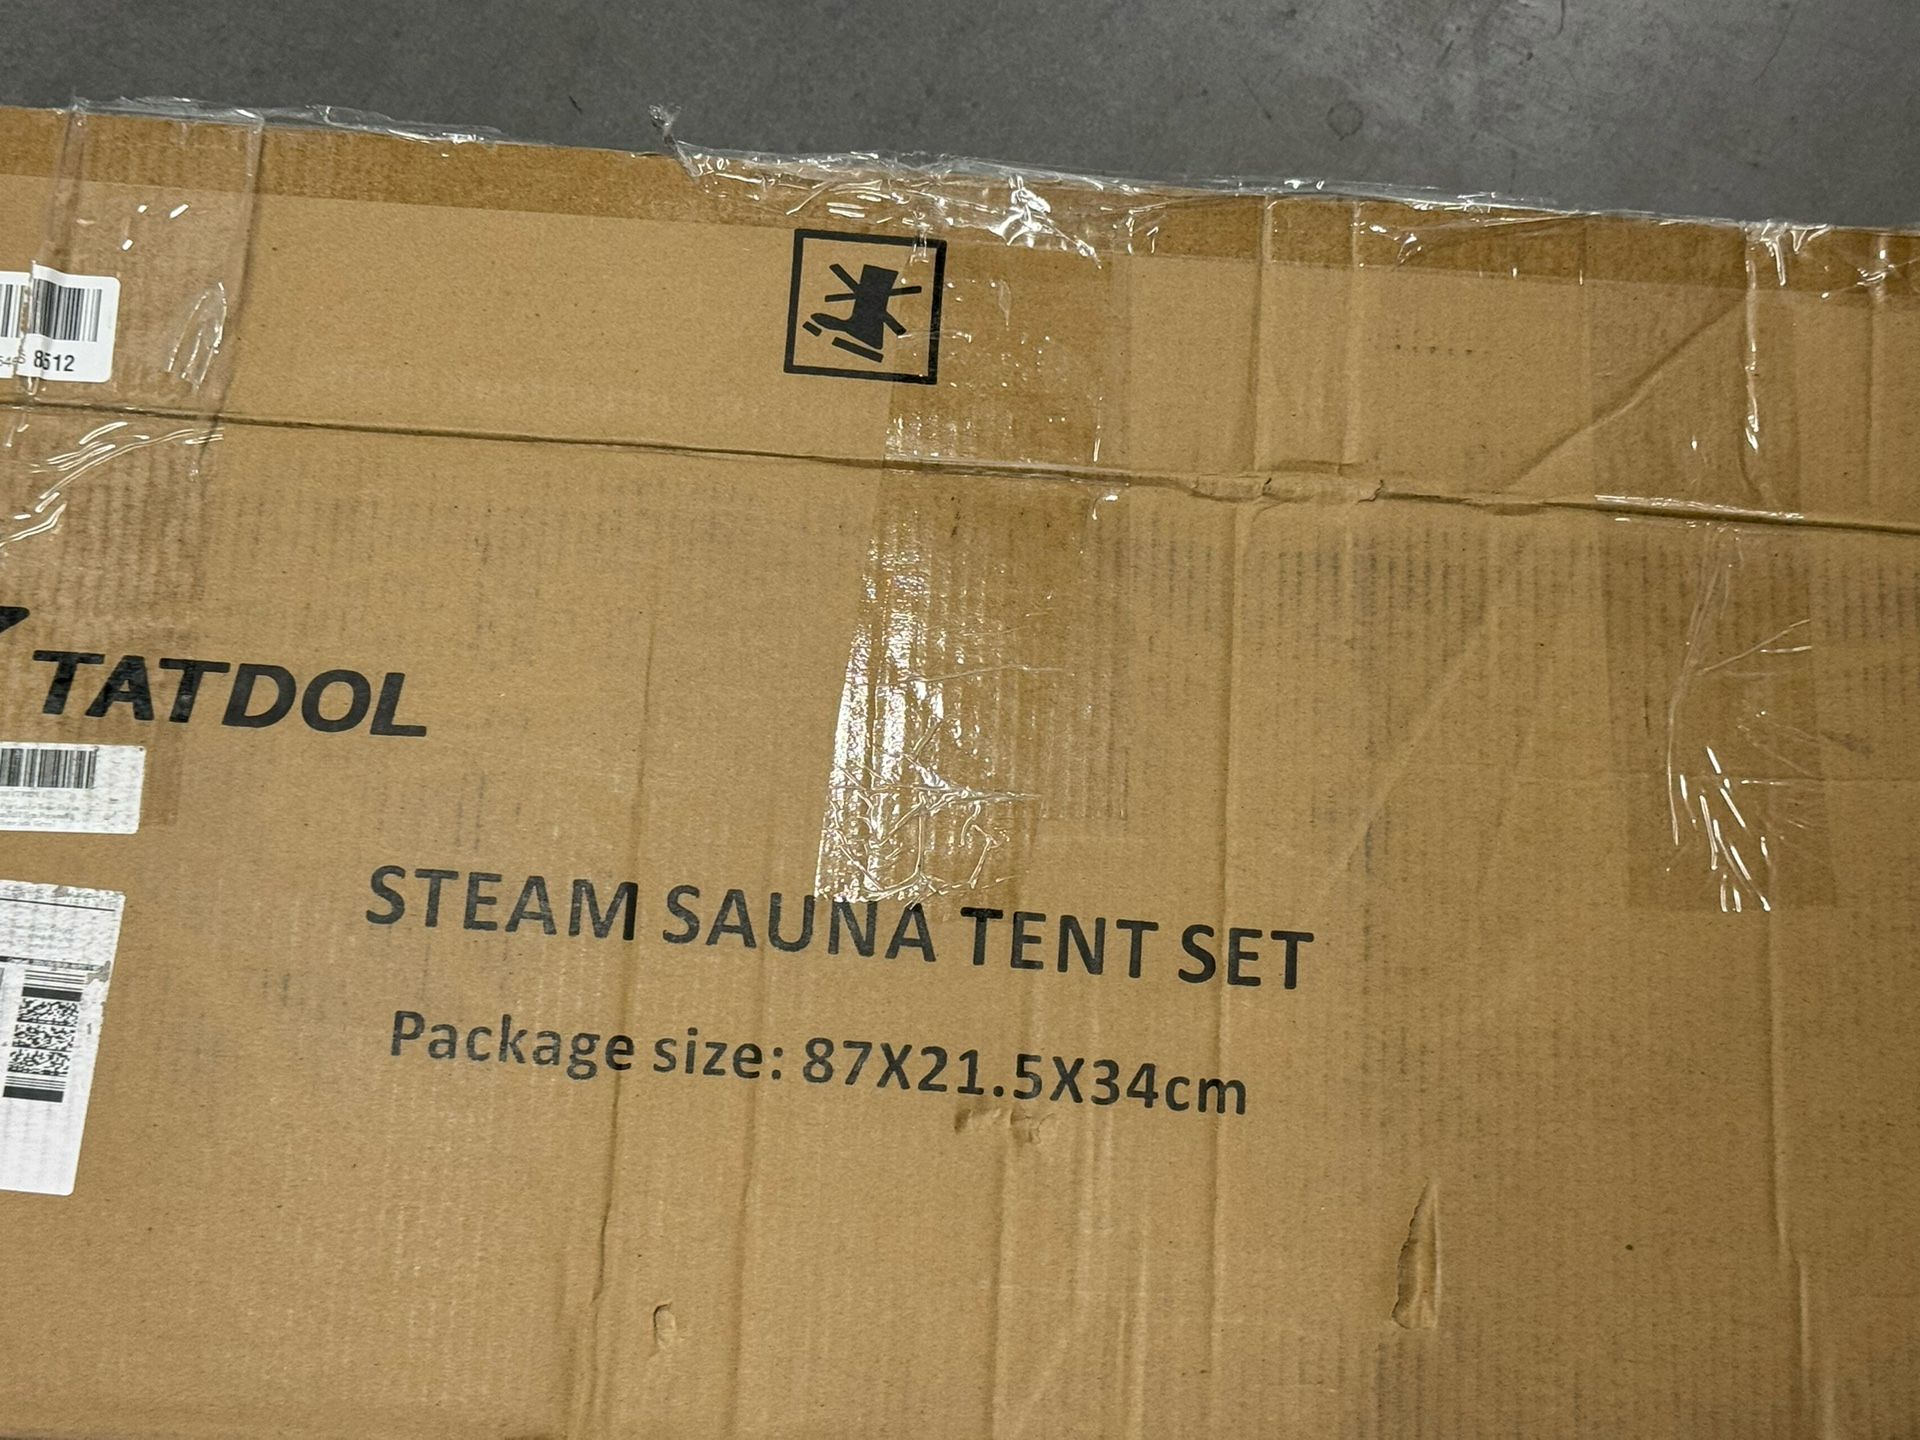 8512
TATDOL
STEAM SAUNA TENT SET
Package size: 87X21.5X34cm